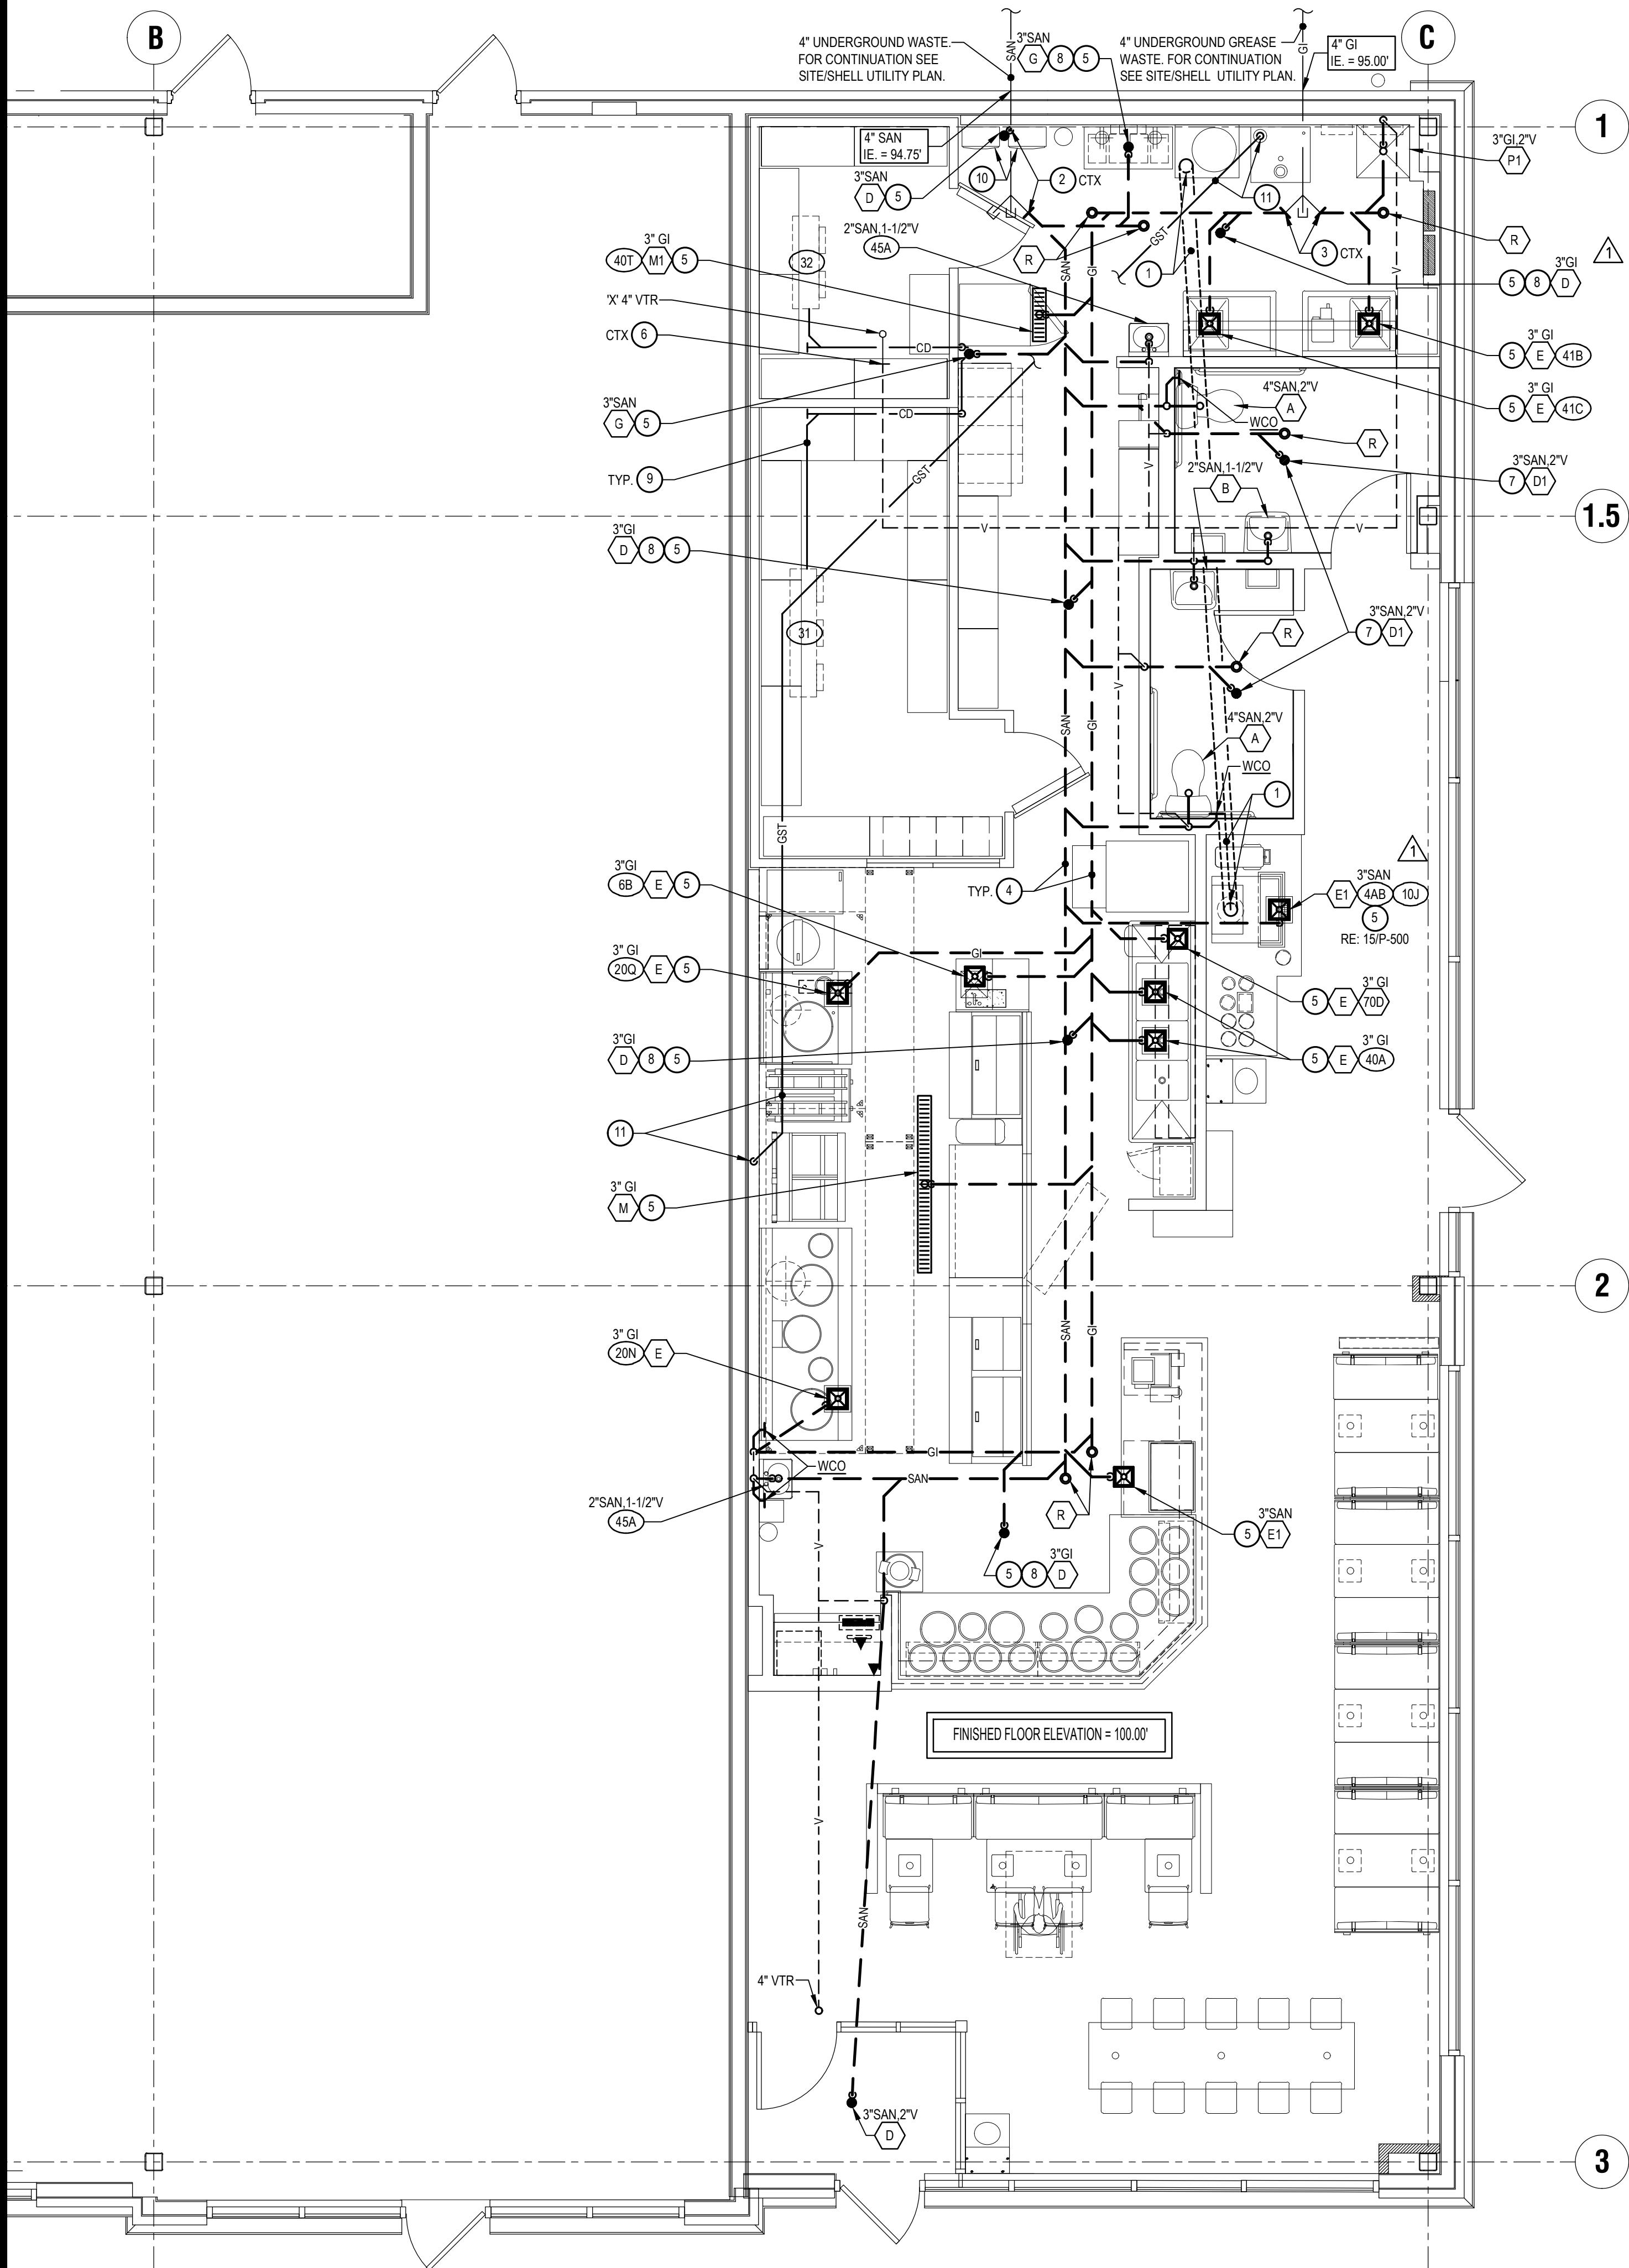 B
C
4" UNDERGROUND WASTE.
FOR CONTINUATION SEE
SITE/SHELL UTILITY PLAN.
SAN
3"SAN
G 8 5
4" UNDERGROUND GREASE
WASTE. FOR CONTINUATION
SEE SITE/SHELL UTILITY PLAN.
GI
4" GI
IE. = 95.00'
1
4" SAN
IE. = 94.75'
3"GI,2"V
P1
3"SAN
D 5
10
2 CTX
11
2"SAN,1-1/2"V
45A
GST
R
R
3" GI
40T M1 5
32
SAN
GI
1
3 CTX
V
3"GI
5 8 D
1
'X' 4" VTR
CTX 6
CD
3" GI
5 E 41B
3"SAN
G 5
CD
4"SAN,2"V
A
WCO
3" GI
5 E 41C
R
V
TYP. 9
GST
2"SAN,1-1/2"V
B
3"SAN,2"V
7 D1
V
V
1.5
3"GI
D 8 5
31
R
3"SAN,2"V
7 D1
V
SAN
GI
4"SAN,2"V
A
WCO
1
GST
1
3"GI
6B E 5
TYP. 4
3"SAN
E1 4AB 10J
5
RE: 15/P-500
GI
3" GI
20Q E 5
3" GI
5 E 70D
3"GI
D 8 5
3" GI
5 E 40A
11
3" GI
M 5
2
SAN
GI
3" GI
20N E
GI
WCO
SAN
2"SAN,1-1/2"V
45A
R
3"SAN
5 E1
V
3"GI
5 8 D
FINISHED FLOOR ELEVATION = 100.00'
V
SAN
4" VTR
3"SAN,2"V
D
3